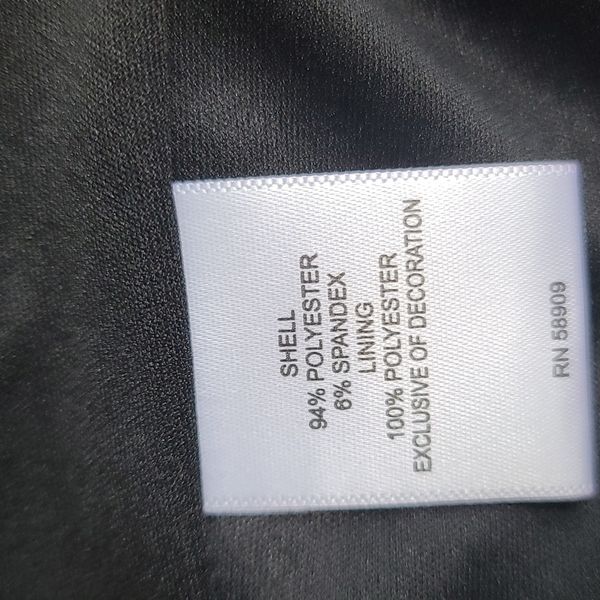 SHELL
94% POLYESTER
6% SPANDEX
LINING
100% POLYESTER
EXCLUSIVE OF DECORATION
RN 58909